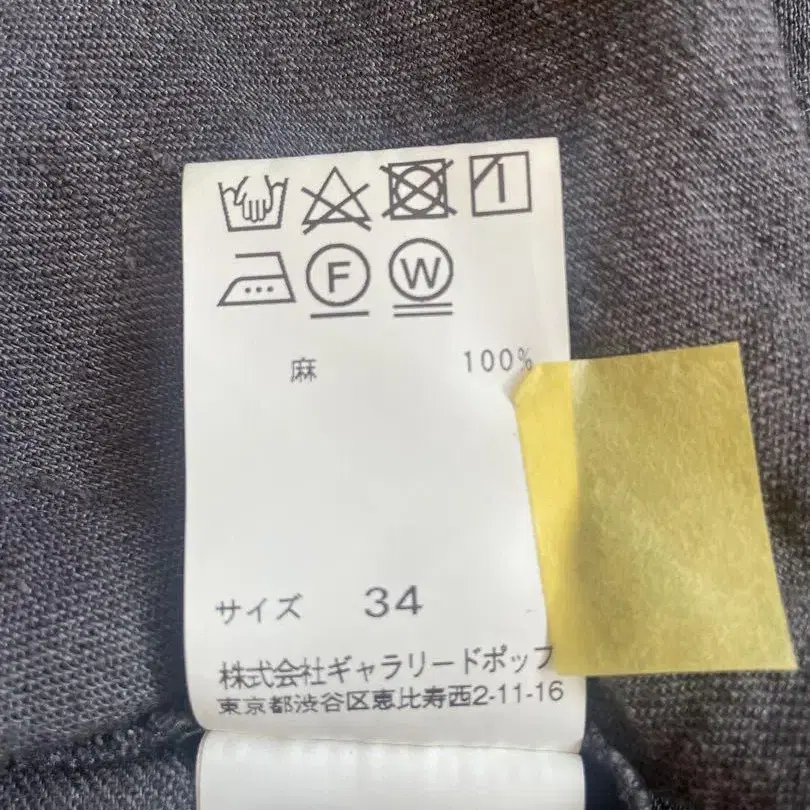 F W
麻 100%
サイズ 34
株式会社ギャラリードポップ
東京都渋谷区恵比寿西2-11-16